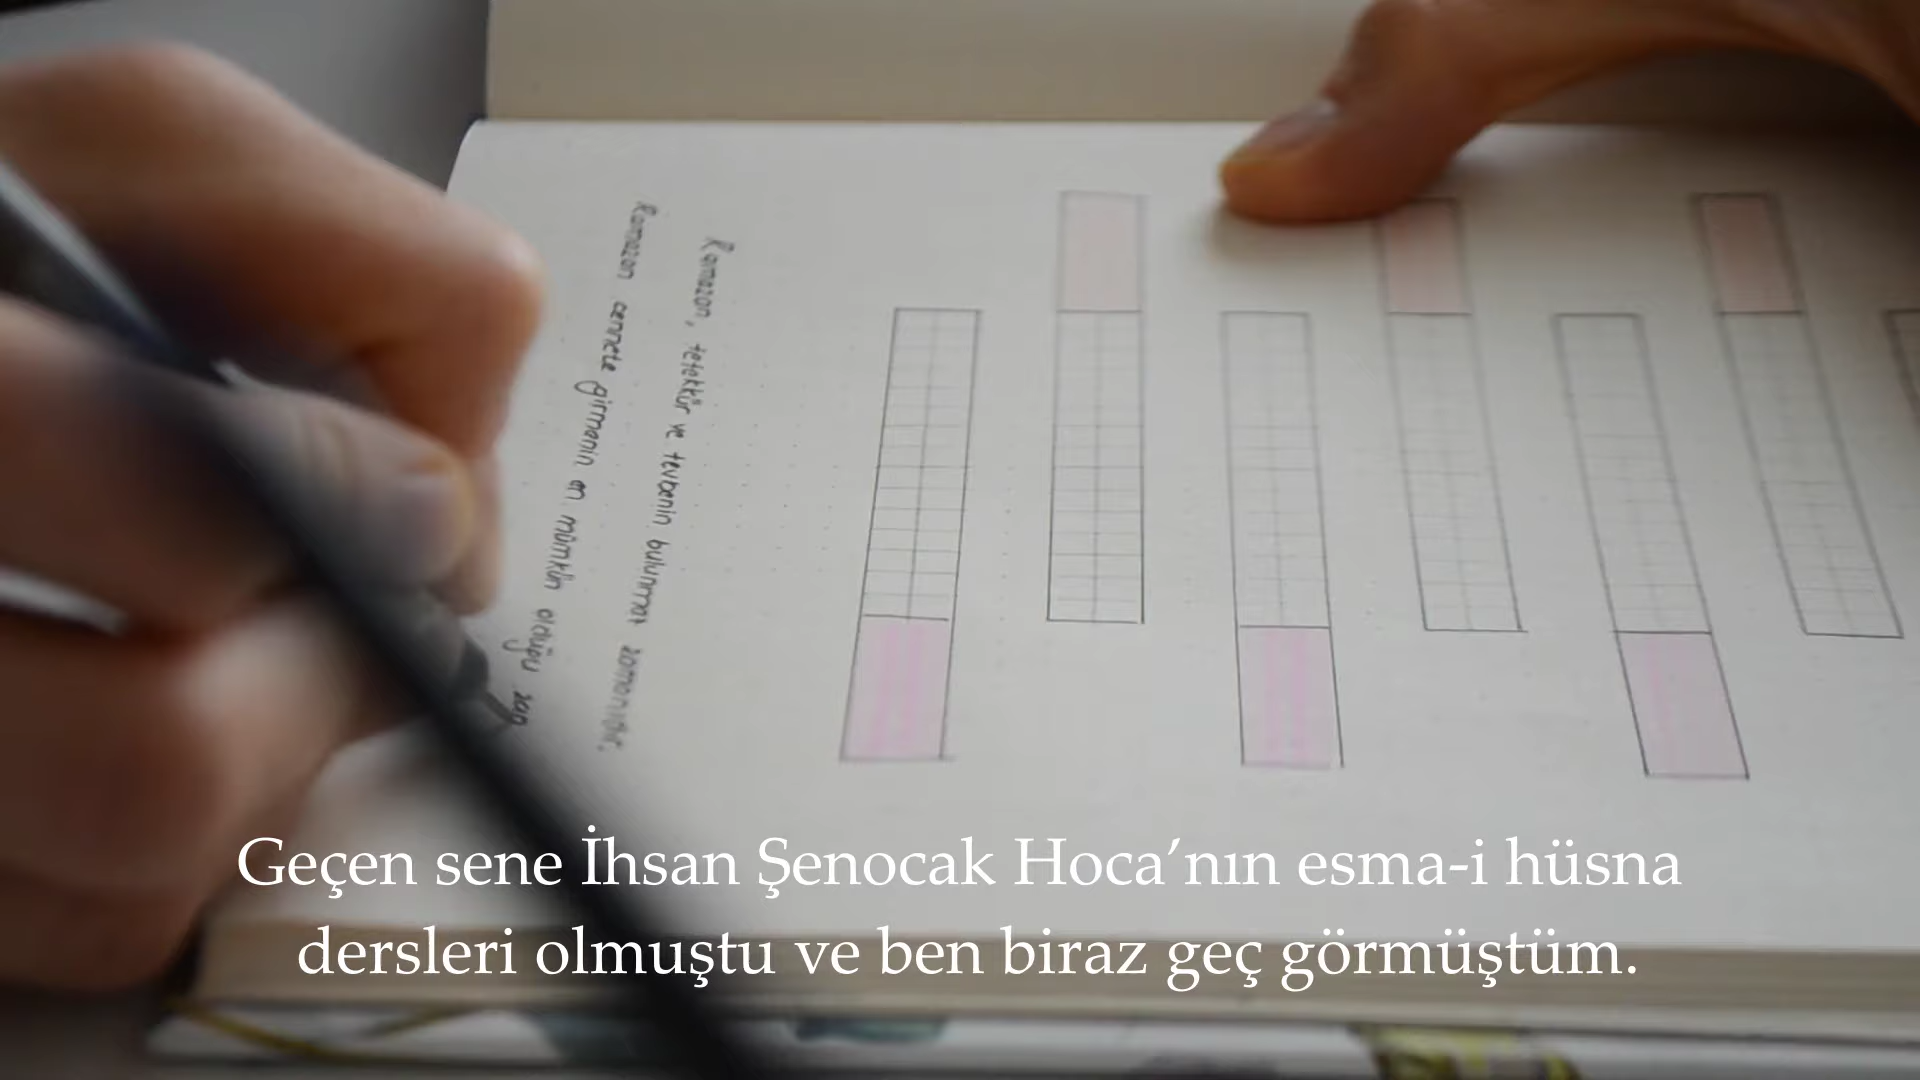 Ramazan, tefekkür ve tevbenin bulunmaz zamanıdır.
Ramazan cennete girmenin en mümkün olduğu zap
Geçen sene İhsan Şenocak Hoca’nın esma-i hüsna
dersleri olmuştu ve ben biraz geç görmüştüm.